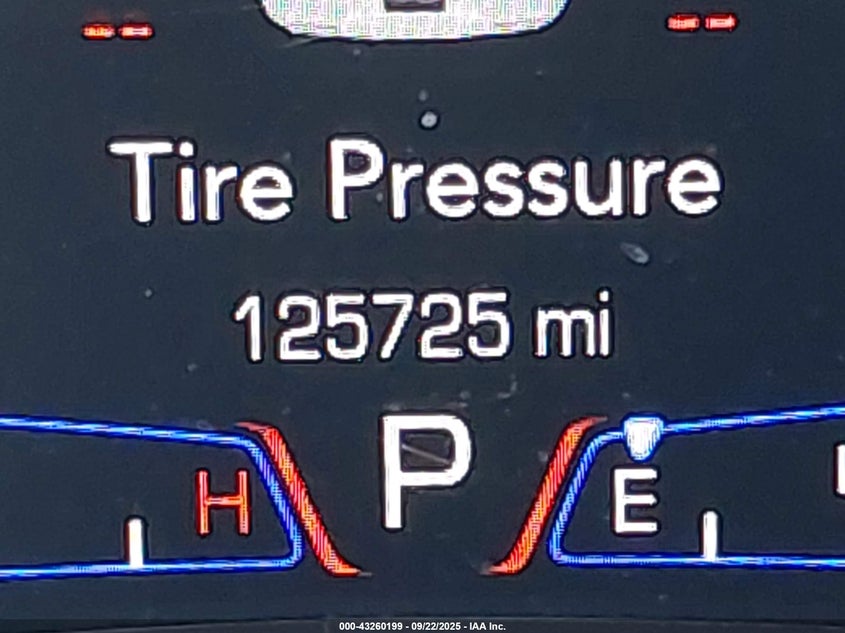 -- --
Tire Pressure
125725 mi
P
H
E
000-43260199 - 09/22/2025 - IAA Inc.